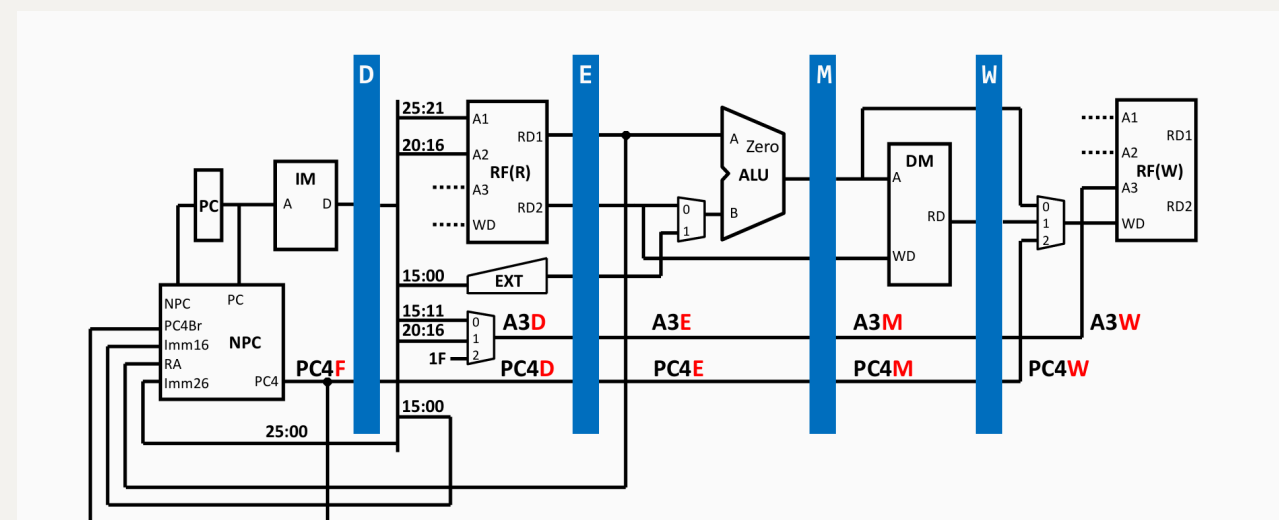 D
E
M
W
25:21
A1
RD1
A2
20:16
RF(R)
A3
RD2
WD
A
Zero
ALU
B
0
1
DM
A
RD
WD
0
1
2
A1
RD1
A2
RF(W)
A3
RD2
WD
PC
IM
A
D
15:00
EXT
15:11
20:16
1F
0
1
2
A3D
A3E
A3M
A3W
NPC
PC
PC4Br
Imm16
NPC
RA
Imm26
PC4
PC4F
PC4D
PC4E
PC4M
PC4W
15:00
25:00